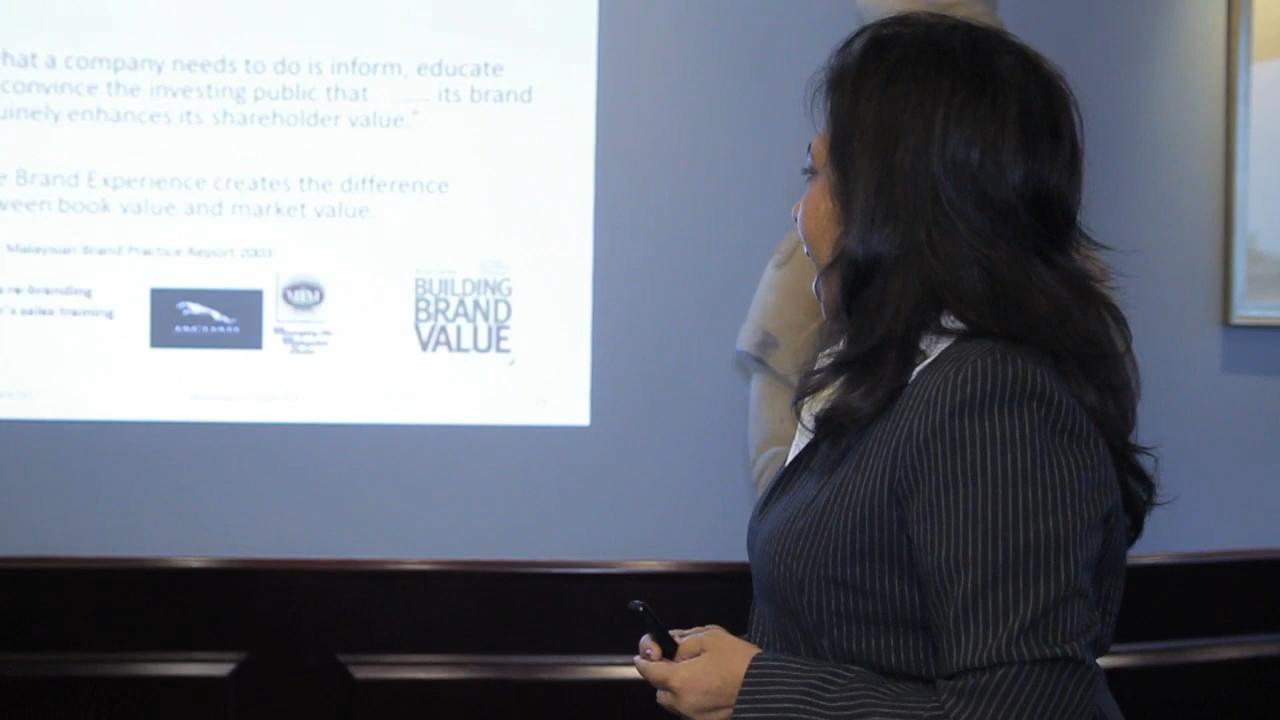 hat a company needs to do is inform, educate
convince the investing public that ........ its brand
uinely enhances its shareholder value."
e Brand Experience creates the difference
ween book value and market value.
Malaysian Brand Practice Report 2003
re-branding
r's sales training
JAGUAR
MIM
BUILDING
BRAND
VALUE